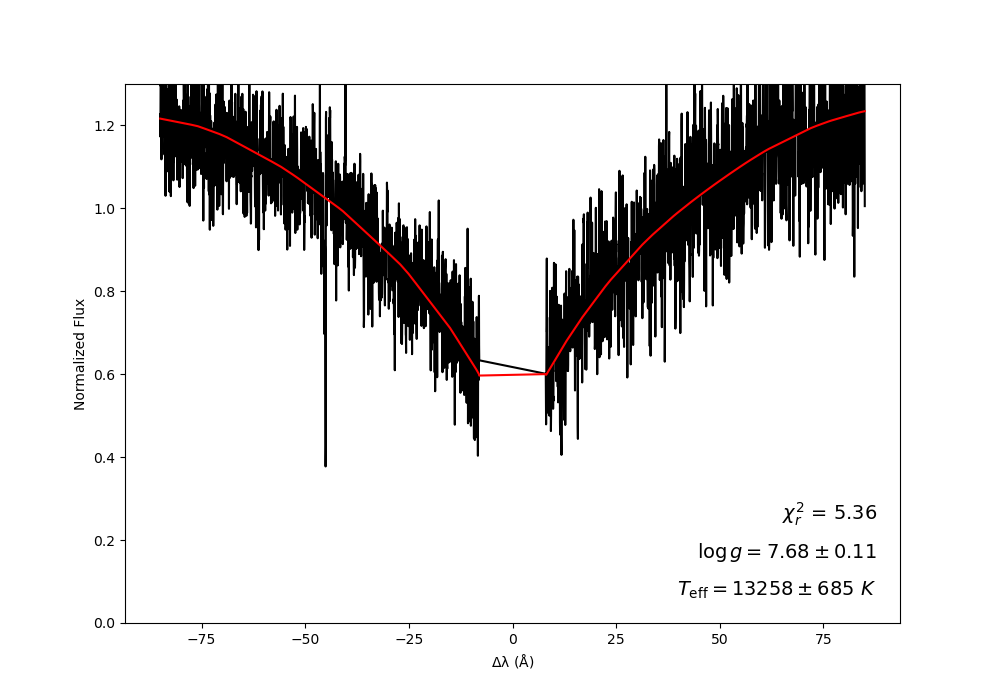 1.2
1.0
0.8
0.6
0.4
0.2
0.0
Normalized Flux
χ²ᵣ = 5.36
log g = 7.68 ± 0.11
T_eff = 13258 ± 685 K
−75 −50 −25 0 25 50 75
Δλ (Å)